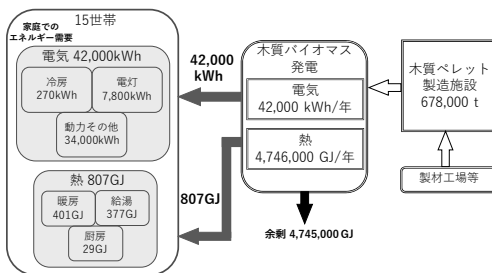 家庭での
エネルギー需要
15世帯
電気 42,000kWh
冷房
270kWh
電灯
7,800kWh
動力その他
34,000kWh
熱 807GJ
暖房
401GJ
給湯
377GJ
厨房
29GJ
42,000
kWh
807GJ
木質バイオマス
発電
電気
42,000 kWh/年
熱
4,746,000 GJ/年
余剰 4,745,000 GJ
木質ペレット
製造施設
678,000 t
製材工場等